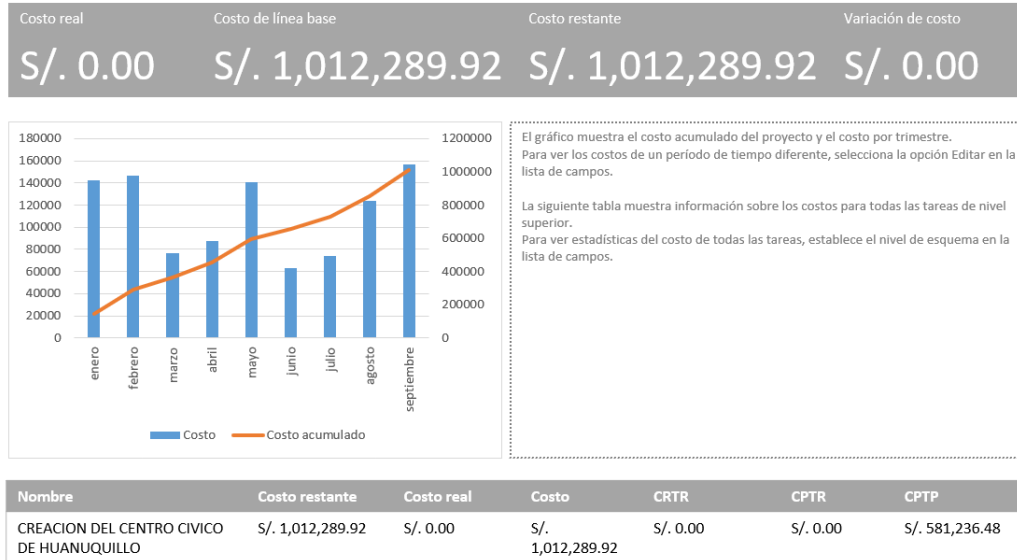 Costo real
Costo de línea base
Costo restante
Variación de costo
S/. 0.00
S/. 1,012,289.92
S/. 1,012,289.92
S/. 0.00
180000
160000
140000
120000
100000
80000
60000
40000
20000
0
1200000
1000000
800000
600000
400000
200000
0
enero
febrero
marzo
abril
mayo
junio
julio
agosto
septiembre
Costo
Costo acumulado
El gráfico muestra el costo acumulado del proyecto y el costo por trimestre.
Para ver los costos de un período de tiempo diferente, selecciona la opción Editar en la
lista de campos.
La siguiente tabla muestra información sobre los costos para todas las tareas de nivel
superior.
Para ver estadísticas del costo de todas las tareas, establece el nivel de esquema en la
lista de campos.
Nombre Costo restante Costo real Costo CRTR CPTR CPTP
CREACION DEL CENTRO CIVICO S/. 1,012,289.92 S/. 0.00 S/. S/. 0.00 S/. 0.00 S/. 581,236.48
DE HUANUQUILLO 1,012,289.92